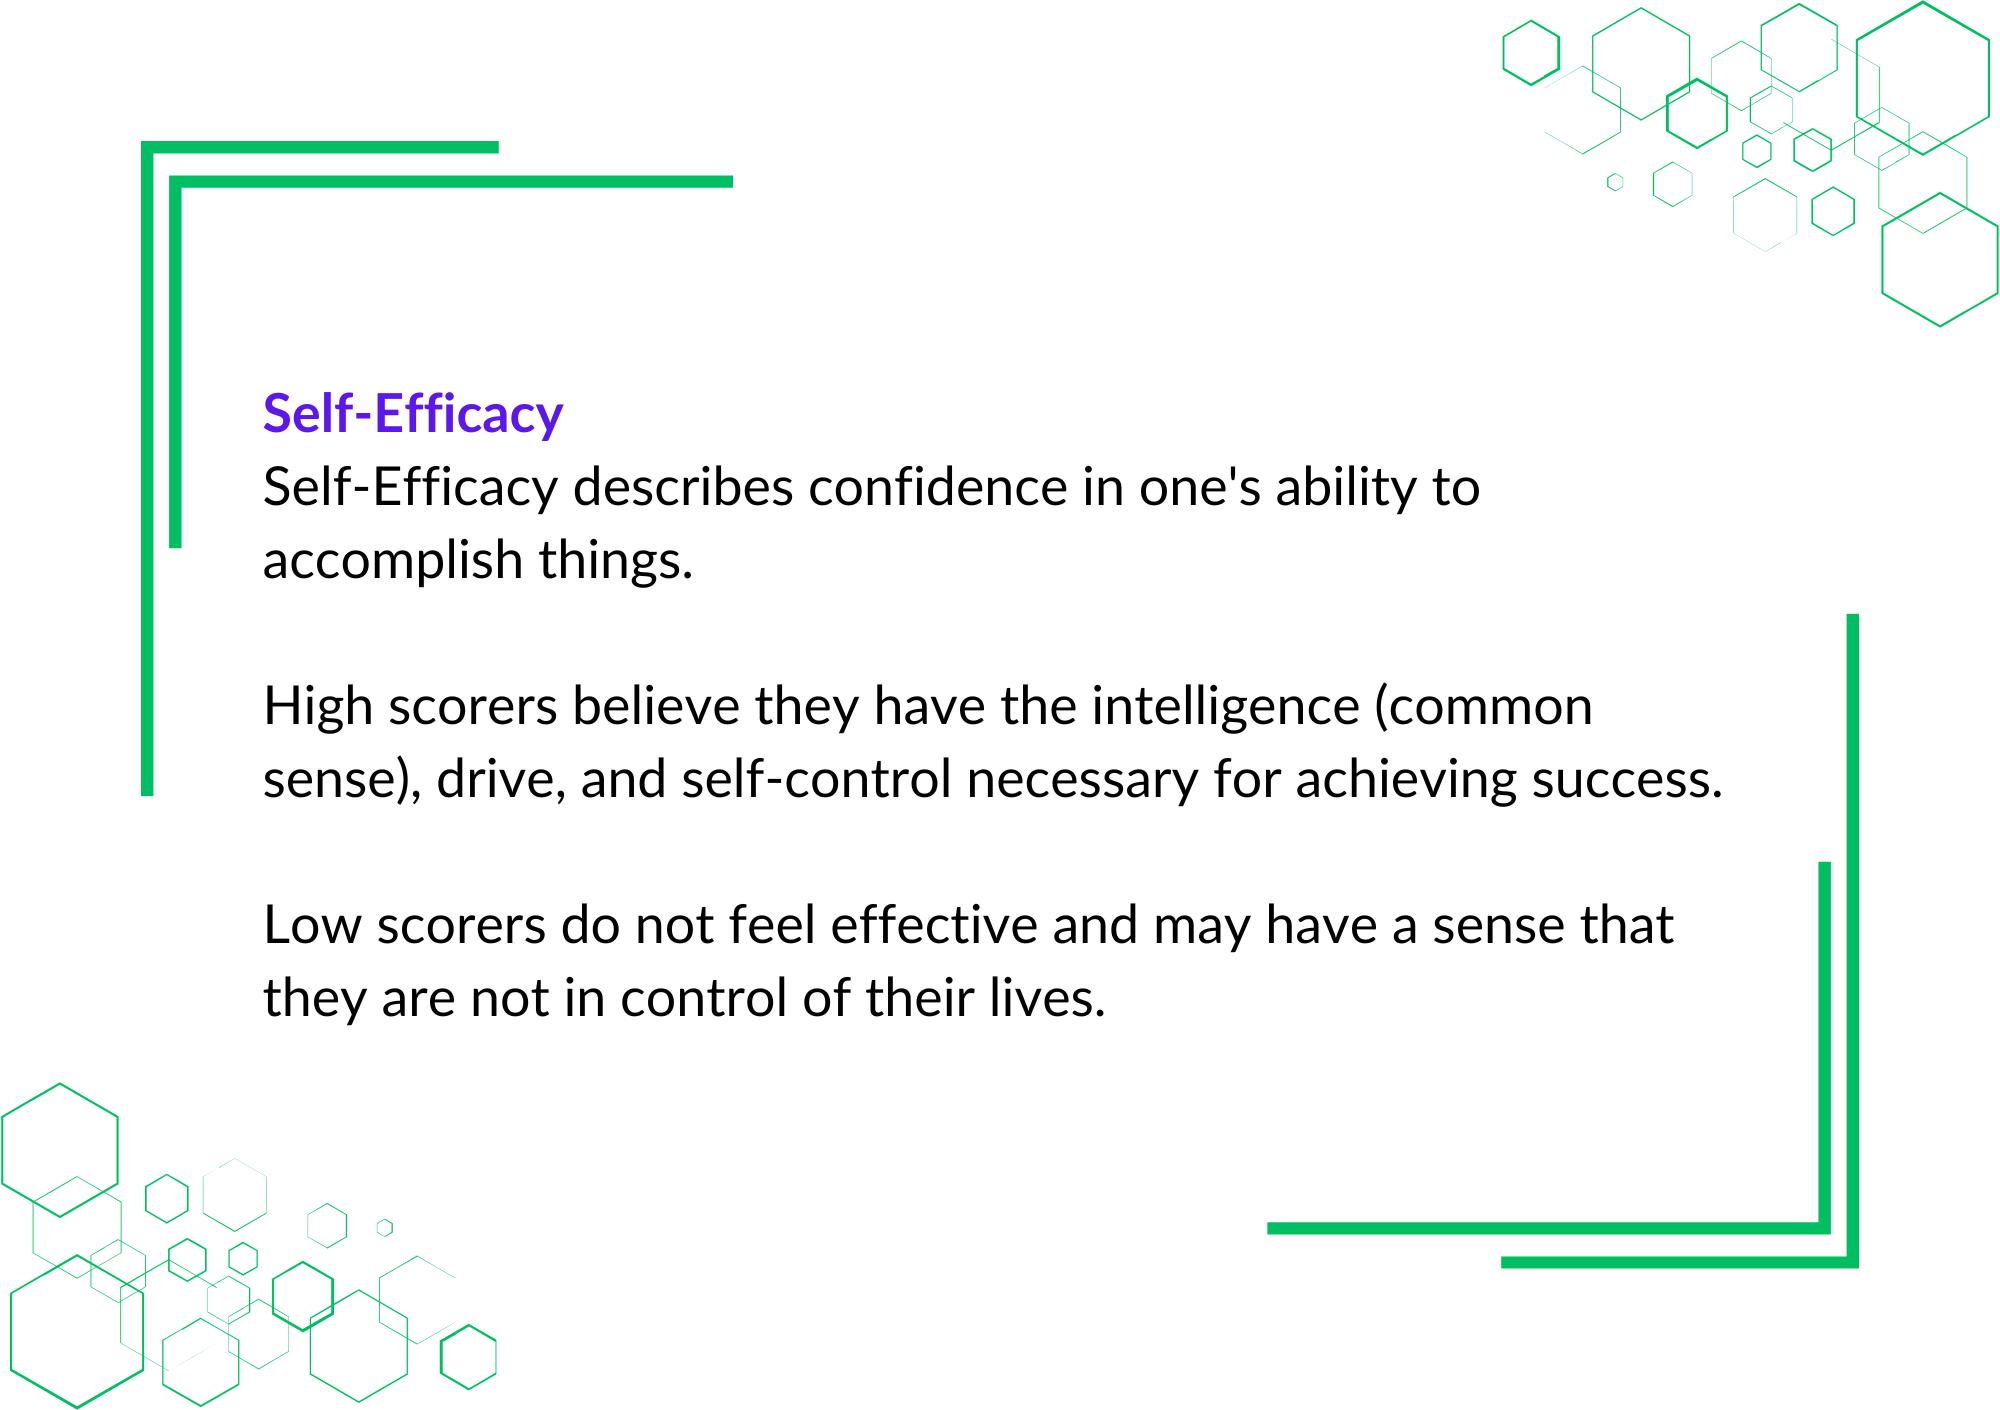 Self-Efficacy
Self-Efficacy describes confidence in one's ability to
accomplish things.
High scorers believe they have the intelligence (common
sense), drive, and self-control necessary for achieving success.
Low scorers do not feel effective and may have a sense that
they are not in control of their lives.